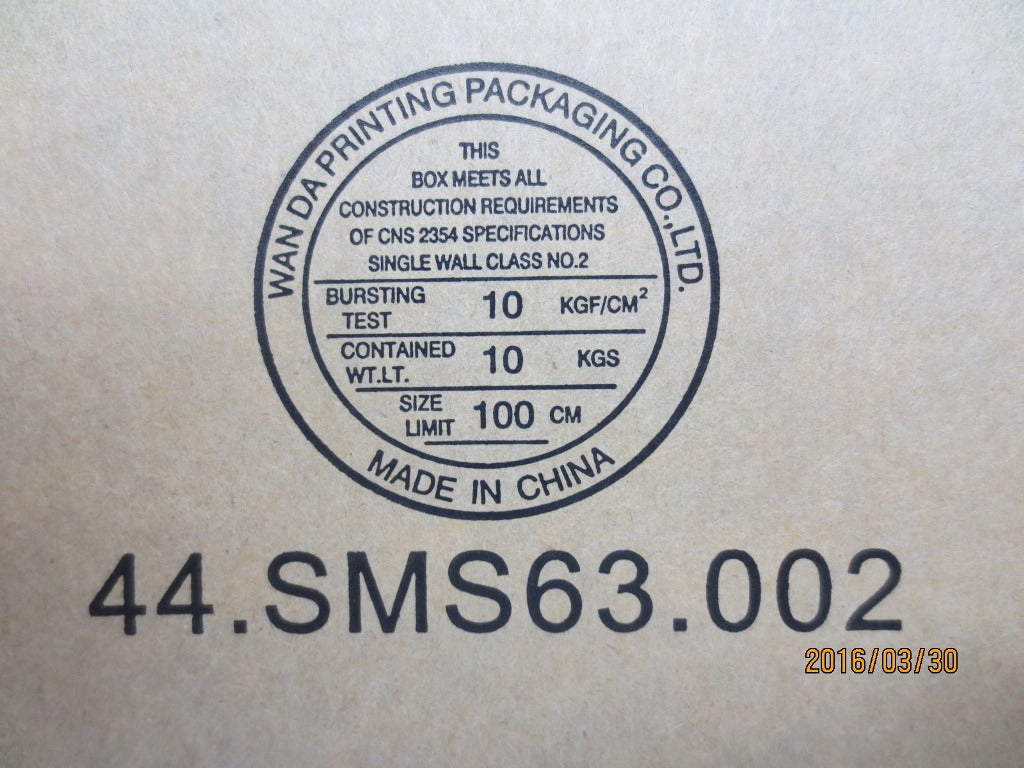 WAN DA PRINTING PACKAGING CO.,LTD.
THIS
BOX MEETS ALL
CONSTRUCTION REQUIREMENTS
OF CNS 2354 SPECIFICATIONS
SINGLE WALL CLASS NO.2
BURSTING TEST 10 KGF/CM²
CONTAINED WT.LT. 10 KGS
SIZE LIMIT 100 CM
MADE IN CHINA
44.SMS63.002
2016/03/30